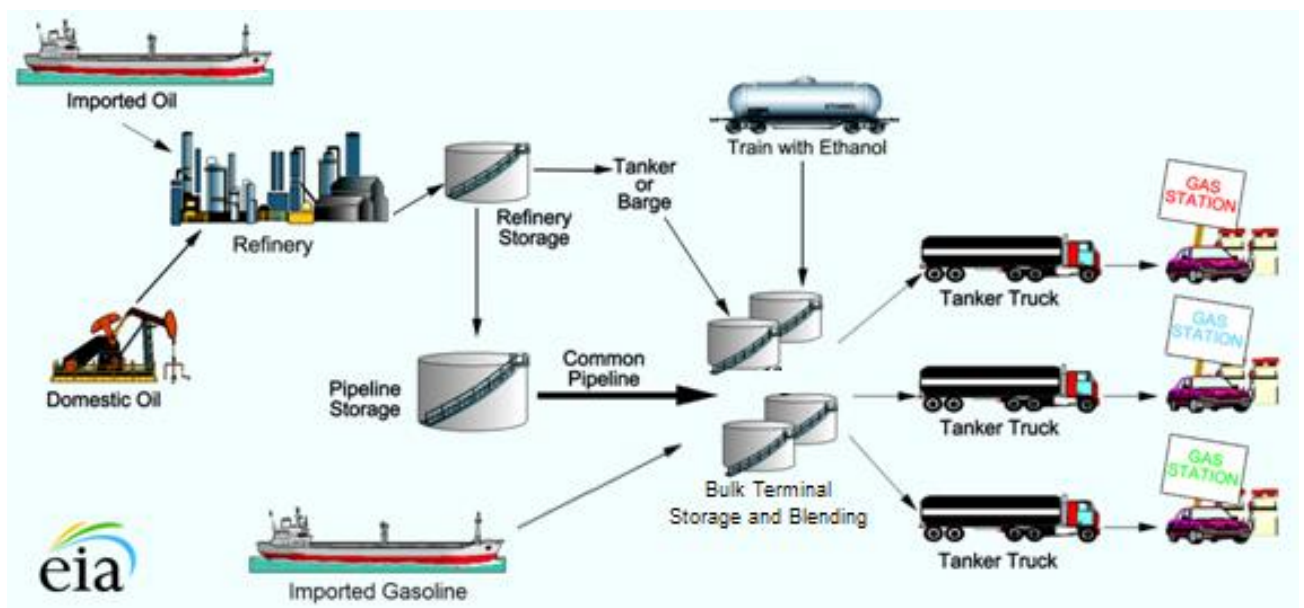 Imported Oil
ETHANOL
Train with Ethanol
Tanker
or
Barge
GAS
STATION
Refinery
Refinery
Storage
Tanker Truck
GAS
STATION
Common
Pipeline
Pipeline
Storage
Domestic Oil
Tanker Truck
GAS
STATION
Bulk Terminal
Storage and Blending
eia
Imported Gasoline
Tanker Truck